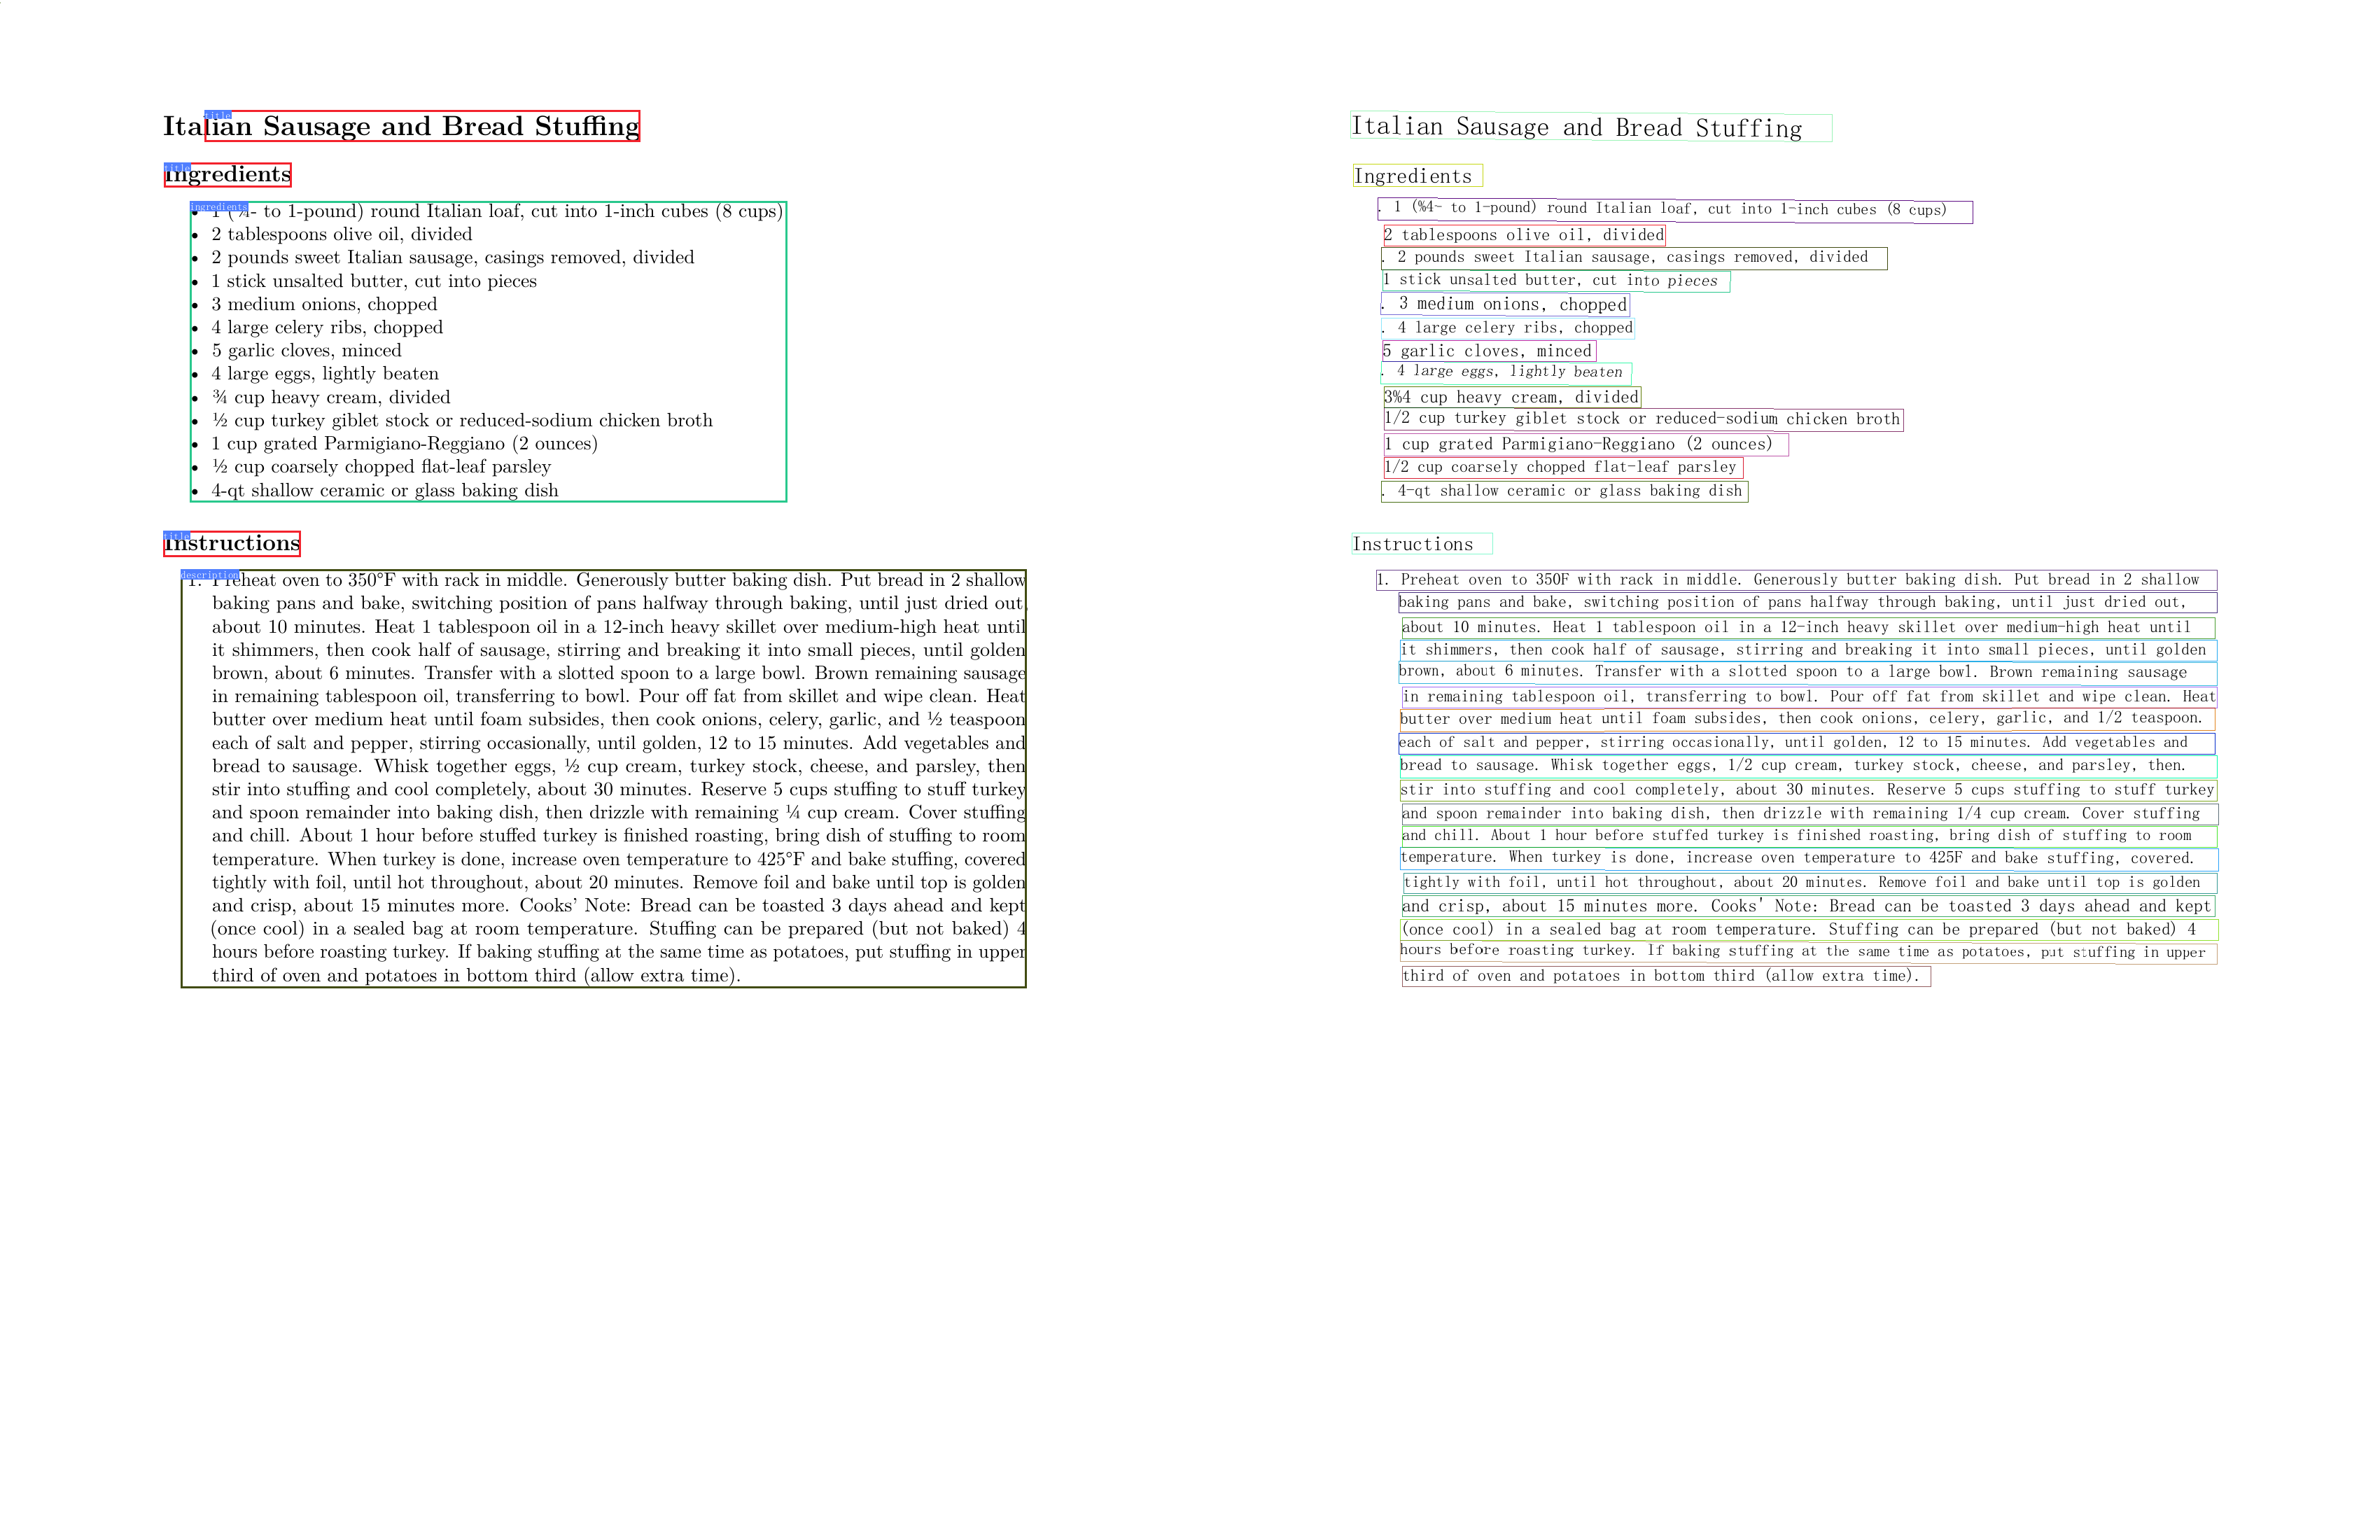 Italian Sausage and Bread Stuffing
title
Ingredients
title
ingredients
• 1 (¾- to 1-pound) round Italian loaf, cut into 1-inch cubes (8 cups)
• 2 tablespoons olive oil, divided
• 2 pounds sweet Italian sausage, casings removed, divided
• 1 stick unsalted butter, cut into pieces
• 3 medium onions, chopped
• 4 large celery ribs, chopped
• 5 garlic cloves, minced
• 4 large eggs, lightly beaten
• ¾ cup heavy cream, divided
• ½ cup turkey giblet stock or reduced-sodium chicken broth
• 1 cup grated Parmigiano-Reggiano (2 ounces)
• ½ cup coarsely chopped flat-leaf parsley
• 4-qt shallow ceramic or glass baking dish
title
Instructions
description
1. Preheat oven to 350°F with rack in middle. Generously butter baking dish. Put bread in 2 shallow
baking pans and bake, switching position of pans halfway through baking, until just dried out,
about 10 minutes. Heat 1 tablespoon oil in a 12-inch heavy skillet over medium-high heat until
it shimmers, then cook half of sausage, stirring and breaking it into small pieces, until golden
brown, about 6 minutes. Transfer with a slotted spoon to a large bowl. Brown remaining sausage
in remaining tablespoon oil, transferring to bowl. Pour off fat from skillet and wipe clean. Heat
butter over medium heat until foam subsides, then cook onions, celery, garlic, and ½ teaspoon
each of salt and pepper, stirring occasionally, until golden, 12 to 15 minutes. Add vegetables and
bread to sausage. Whisk together eggs, ½ cup cream, turkey stock, cheese, and parsley, then
stir into stuffing and cool completely, about 30 minutes. Reserve 5 cups stuffing to stuff turkey
and spoon remainder into baking dish, then drizzle with remaining ¼ cup cream. Cover stuffing
and chill. About 1 hour before stuffed turkey is finished roasting, bring dish of stuffing to room
temperature. When turkey is done, increase oven temperature to 425°F and bake stuffing, covered
tightly with foil, until hot throughout, about 20 minutes. Remove foil and bake until top is golden
and crisp, about 15 minutes more. Cooks' Note: Bread can be toasted 3 days ahead and kept
(once cool) in a sealed bag at room temperature. Stuffing can be prepared (but not baked) 4
hours before roasting turkey. If baking stuffing at the same time as potatoes, put stuffing in upper
third of oven and potatoes in bottom third (allow extra time).
Italian Sausage and Bread Stuffing
Ingredients
. 1 (%4- to 1-pound) round Italian loaf, cut into 1-inch cubes (8 cups)
2 tablespoons olive oil, divided
. 2 pounds sweet Italian sausage, casings removed, divided
1 stick unsalted butter, cut into pieces
. 3 medium onions, chopped
. 4 large celery ribs, chopped
5 garlic cloves, minced
. 4 large eggs, lightly beaten
3%4 cup heavy cream, divided
1/2 cup turkey giblet stock or reduced-sodium chicken broth
1 cup grated Parmigiano-Reggiano (2 ounces)
1/2 cup coarsely chopped flat-leaf parsley
. 4-qt shallow ceramic or glass baking dish
Instructions
1. Preheat oven to 350F with rack in middle. Generously butter baking dish. Put bread in 2 shallow
baking pans and bake, switching position of pans halfway through baking, until just dried out,
about 10 minutes. Heat 1 tablespoon oil in a 12-inch heavy skillet over medium-high heat until
it shimmers, then cook half of sausage, stirring and breaking it into small pieces, until golden
brown, about 6 minutes. Transfer with a slotted spoon to a large bowl. Brown remaining sausage
in remaining tablespoon oil, transferring to bowl. Pour off fat from skillet and wipe clean. Heat
butter over medium heat until foam subsides, then cook onions, celery, garlic, and 1/2 teaspoon.
each of salt and pepper, stirring occasionally, until golden, 12 to 15 minutes. Add vegetables and
bread to sausage. Whisk together eggs, 1/2 cup cream, turkey stock, cheese, and parsley, then.
stir into stuffing and cool completely, about 30 minutes. Reserve 5 cups stuffing to stuff turkey
and spoon remainder into baking dish, then drizzle with remaining 1/4 cup cream. Cover stuffing
and chill. About 1 hour before stuffed turkey is finished roasting, bring dish of stuffing to room
temperature. When turkey is done, increase oven temperature to 425F and bake stuffing, covered.
tightly with foil, until hot throughout, about 20 minutes. Remove foil and bake until top is golden
and crisp, about 15 minutes more. Cooks' Note: Bread can be toasted 3 days ahead and kept
(once cool) in a sealed bag at room temperature. Stuffing can be prepared (but not baked) 4
hours before roasting turkey. If baking stuffing at the same time as potatoes, put stuffing in upper
third of oven and potatoes in bottom third (allow extra time).